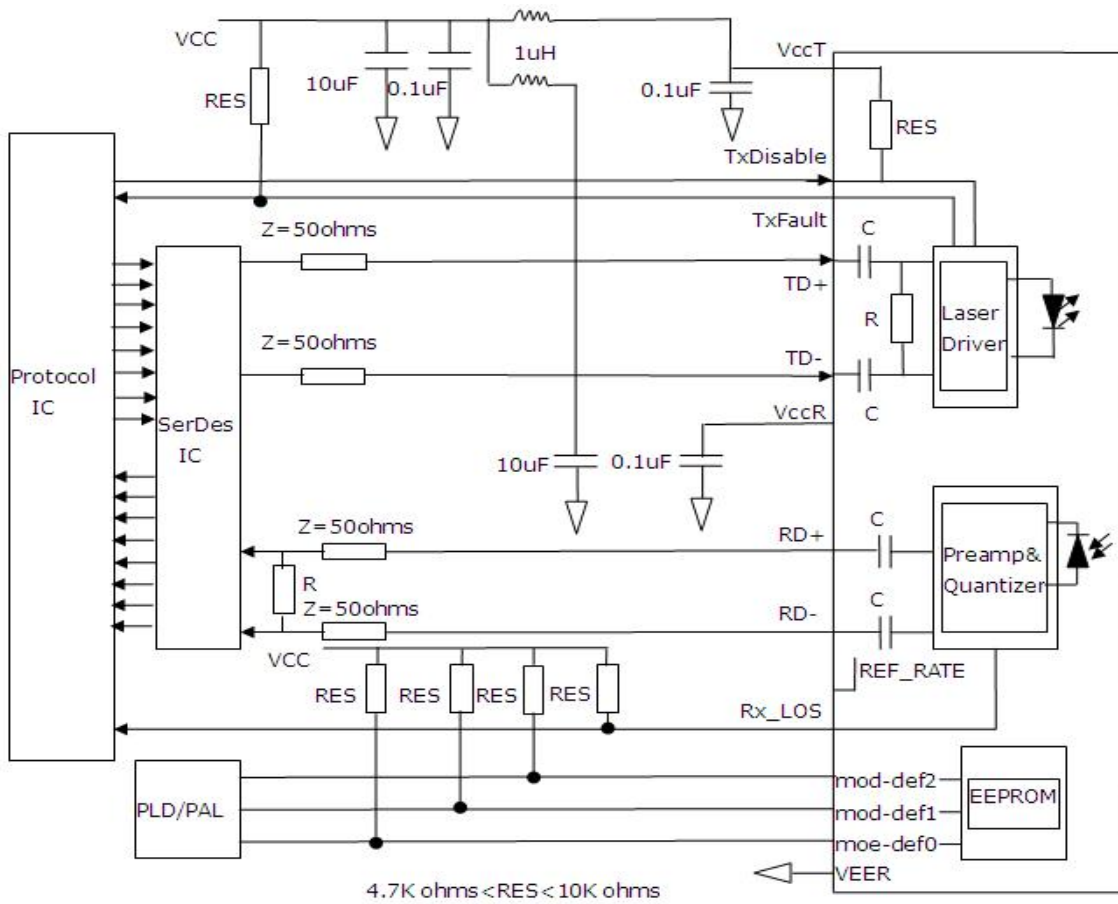 VCC
1uH
VccT
10uF
0.1uF
0.1uF
RES
RES
TxDisable
TxFault
Z=50ohms
C
TD+
R
Laser
Driver
Z=50ohms
TD-
C
Protocol
IC
SerDes
IC
VccR
10uF
0.1uF
Z=50ohms
RD+
C
Preamp&
Quantizer
R
Z=50ohms
RD-
C
VCC
REF_RATE
RES
RES
RES
RES
Rx_LOS
PLD/PAL
mod-def2
EEPROM
mod-def1
moe-def0
VEER
4.7K ohms<RES<10K ohms